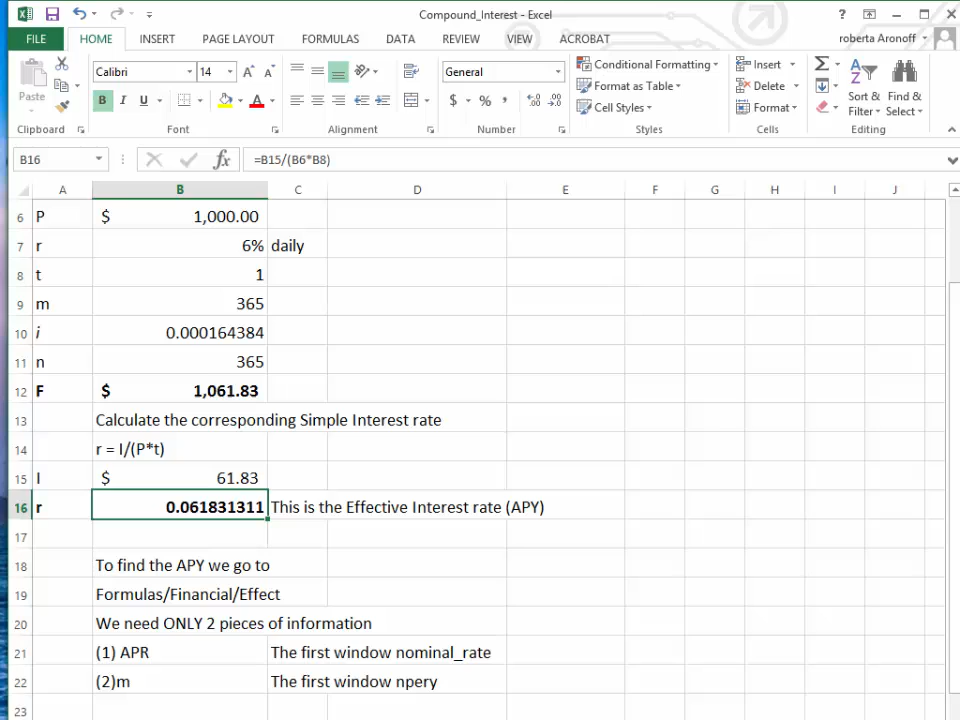 Compound_Interest - Excel
FILE HOME INSERT PAGE LAYOUT FORMULAS DATA REVIEW VIEW ACROBAT roberta Aronoff
Paste Calibri 14 General Conditional Formatting Insert
B I U $ % , Format as Table Delete Sort & Find &
Cell Styles Format Filter Select
Clipboard Font Alignment Number Styles Cells Editing
B16 fx =B15/(B6*B8)
A B C D E F G H I J
6 P $ 1,000.00
7 r 6% daily
8 t 1
9 m 365
10 i 0.000164384
11 n 365
12 F $ 1,061.83
13 Calculate the corresponding Simple Interest rate
14 r = I/(P*t)
15 I $ 61.83
16 r 0.061831311 This is the Effective Interest rate (APY)
17
18 To find the APY we go to
19 Formulas/Financial/Effect
20 We need ONLY 2 pieces of information
21 (1) APR The first window nominal_rate
22 (2)m The first window npery
23